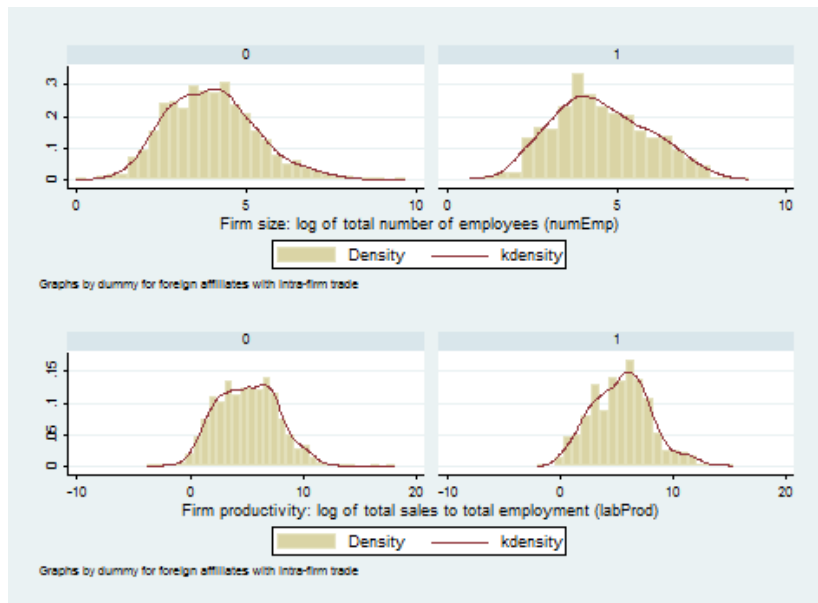 0 1
.3
.2
.1
0
0 5 10 0 5 10
Firm size: log of total number of employees (numEmp)
Density kdensity
Graphs by dummy for foreign affiliates with intra-firm trade
0 1
.15
.1
.05
0
-10 0 10 20 -10 0 10 20
Firm productivity: log of total sales to total employment (labProd)
Density kdensity
Graphs by dummy for foreign affiliates with intra-firm trade